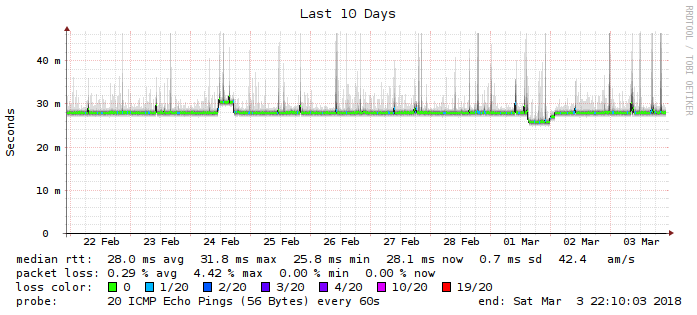 Last 10 Days
RRDTOOL / TOBI OETIKER
Seconds
40 m
30 m
20 m
10 m
0
22 Feb 23 Feb 24 Feb 25 Feb 26 Feb 27 Feb 28 Feb 01 Mar 02 Mar 03 Mar
median rtt: 28.0 ms avg 31.8 ms max 25.8 ms min 28.1 ms now 0.7 ms sd 42.4 am/s
packet loss: 0.29 % avg 4.42 % max 0.00 % min 0.00 % now
loss color: 0 1/20 2/20 3/20 4/20 10/20 19/20
probe: 20 ICMP Echo Pings (56 Bytes) every 60s end: Sat Mar 3 22:10:03 2018